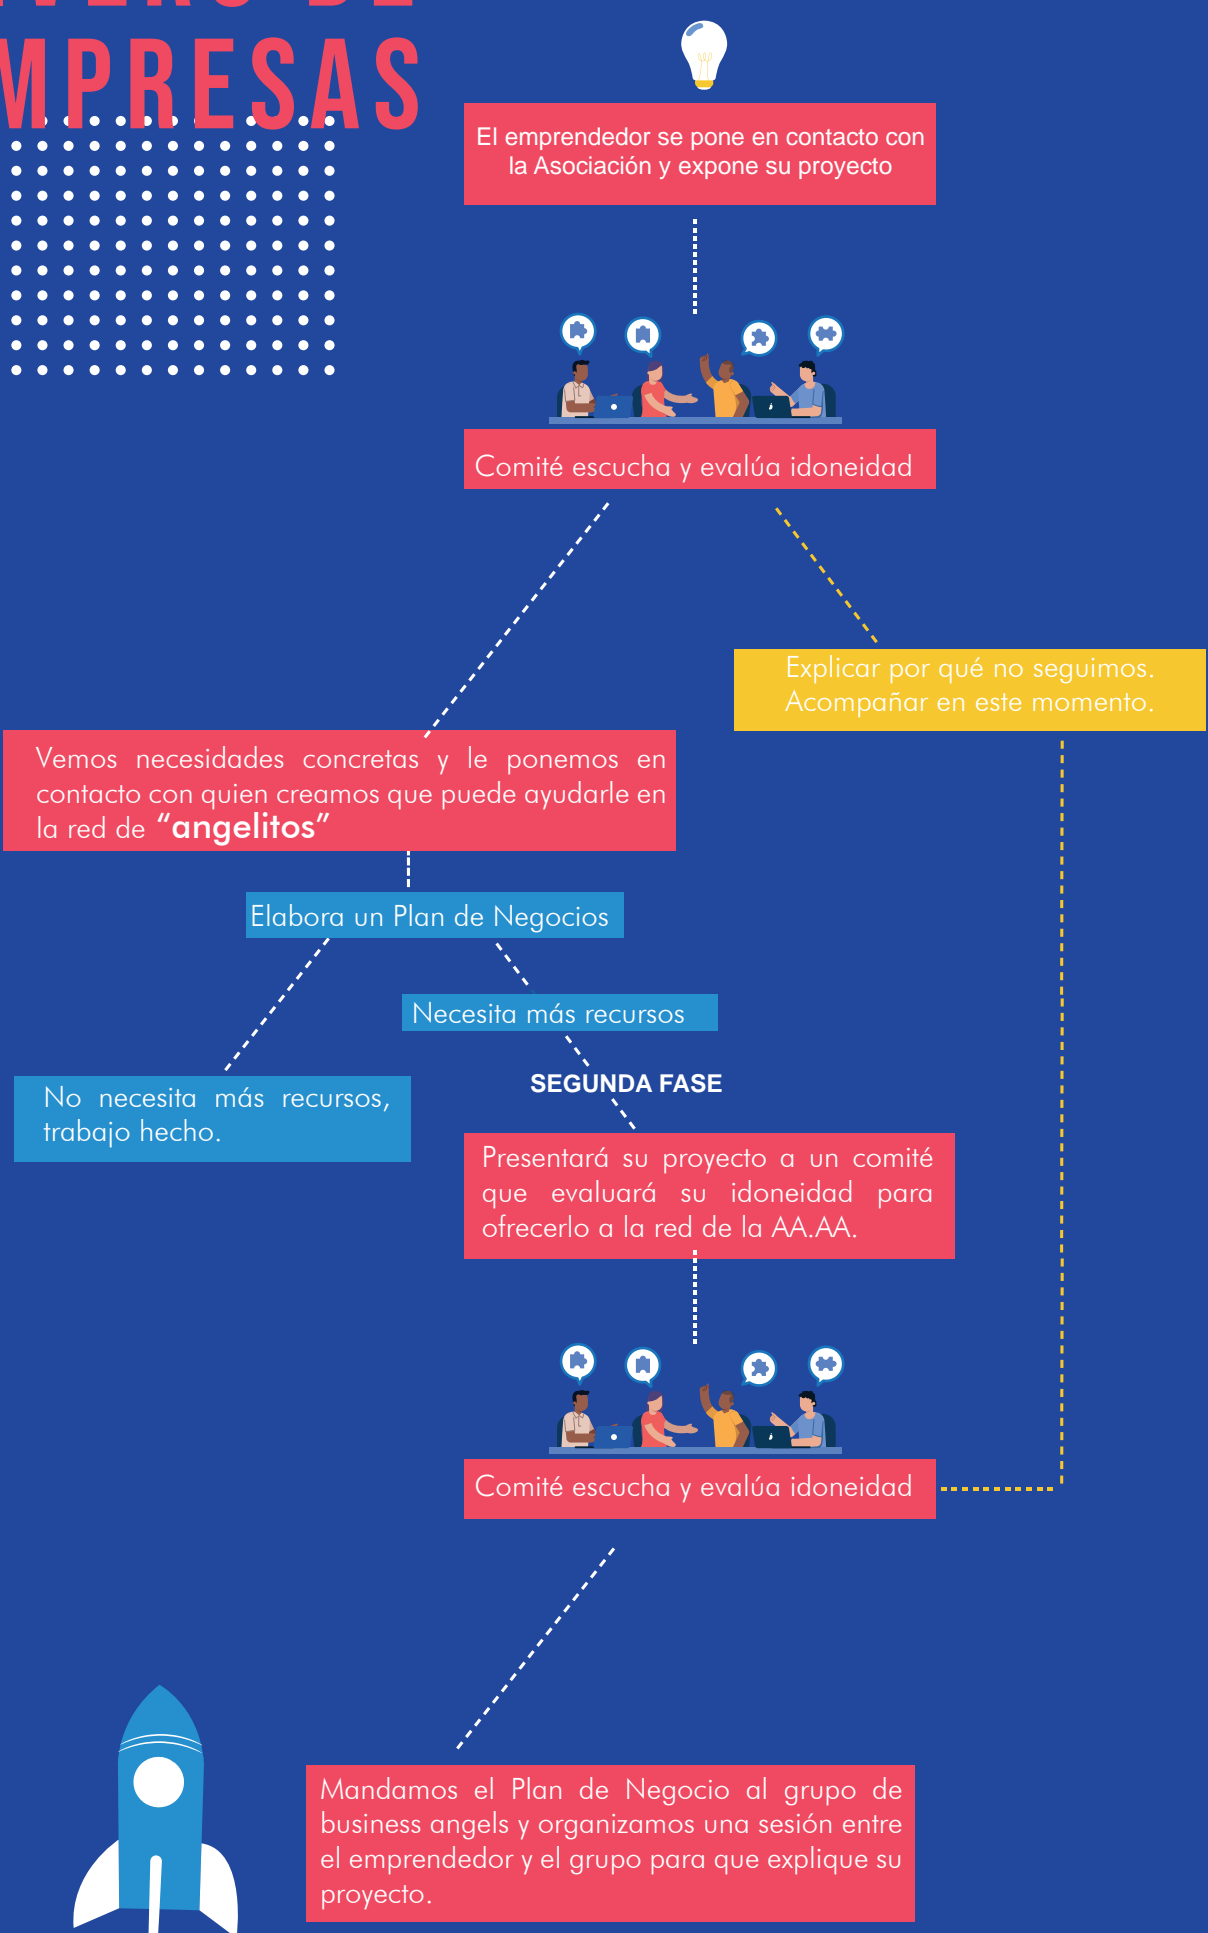 EMPRESAS
El emprendedor se pone en contacto con
la Asociación y expone su proyecto
Comité escucha y evalúa idoneidad
Explicar por qué no seguimos.
Acompañar en este momento.
Vemos necesidades concretas y le ponemos en
contacto con quien creamos que puede ayudarle en
la red de “angelitos”
Elabora un Plan de Negocios
Necesita más recursos
No necesita más recursos,
trabajo hecho.
SEGUNDA FASE
Presentará su proyecto a un comité
que evaluará su idoneidad para
ofrecerlo a la red de la AA.AA.
Comité escucha y evalúa idoneidad
Mandamos el Plan de Negocio al grupo de
business angels y organizamos una sesión entre
el emprendedor y el grupo para que explique su
proyecto.